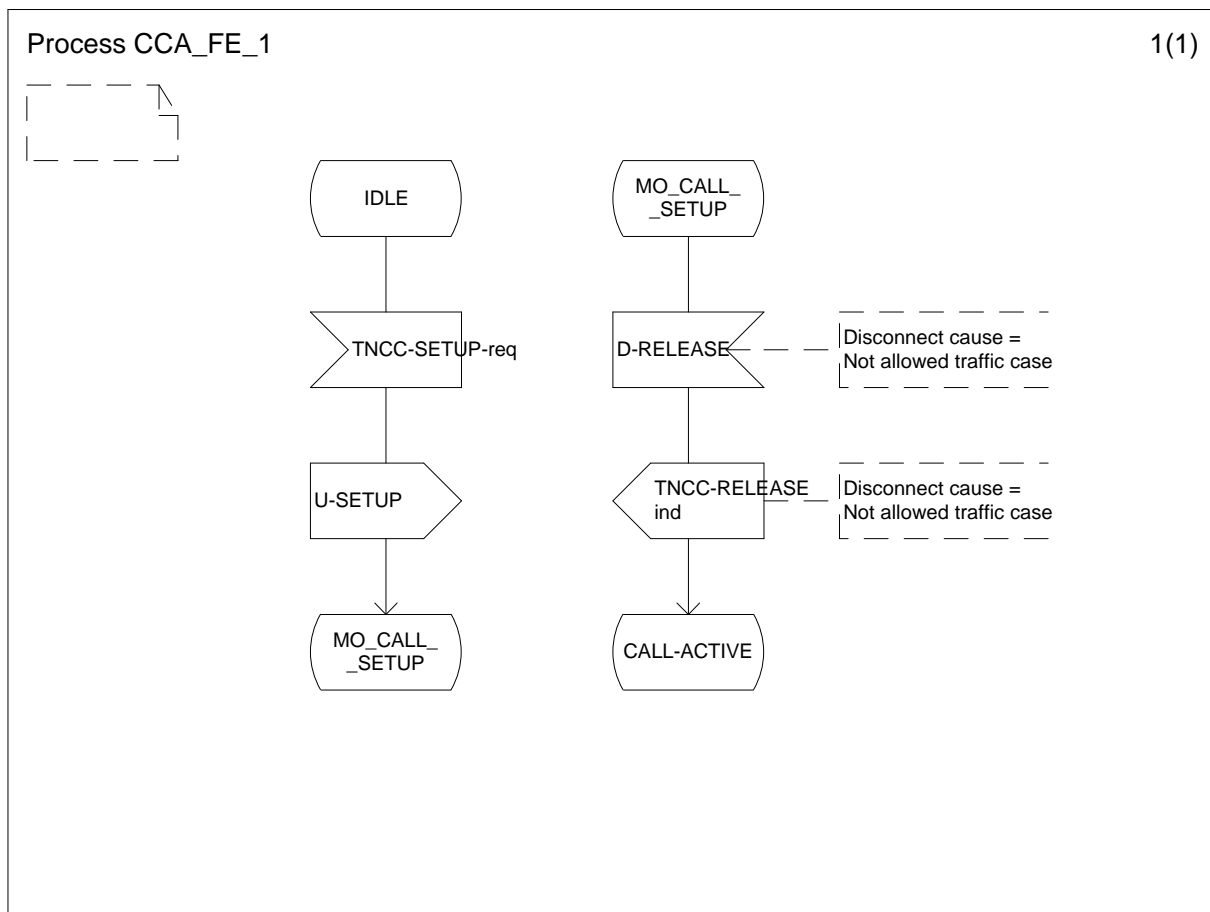 Process CCA_FE_1
1(1)
IDLE
TNCC-SETUP-req
U-SETUP
MO_CALL_
_SETUP
MO_CALL_
_SETUP
D-RELEASE
Disconnect cause =
Not allowed traffic case
TNCC-RELEASE
ind
Disconnect cause =
Not allowed traffic case
CALL-ACTIVE